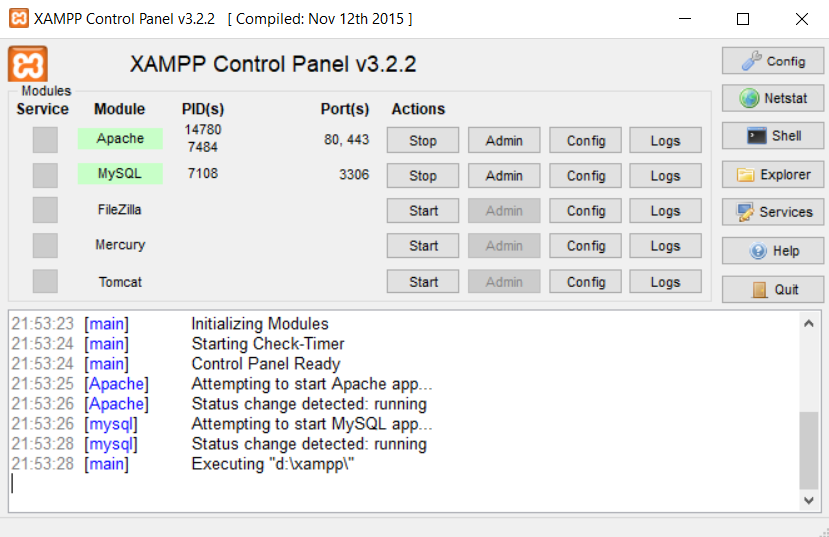 XAMPP Control Panel v3.2.2 [ Compiled: Nov 12th 2015 ]
XAMPP Control Panel v3.2.2
Config
Modules
Service Module PID(s) Port(s) Actions
Netstat
Apache 14780 7484 80, 443 Stop Admin Config Logs
Shell
MySQL 7108 3306 Stop Admin Config Logs
Explorer
FileZilla Start Admin Config Logs
Services
Mercury Start Admin Config Logs
Help
Tomcat Start Admin Config Logs
Quit
21:53:23 [main] Initializing Modules
21:53:24 [main] Starting Check-Timer
21:53:24 [main] Control Panel Ready
21:53:25 [Apache] Attempting to start Apache app...
21:53:26 [Apache] Status change detected: running
21:53:26 [mysql] Attempting to start MySQL app...
21:53:28 [mysql] Status change detected: running
21:53:28 [main] Executing "d:\xampp\"